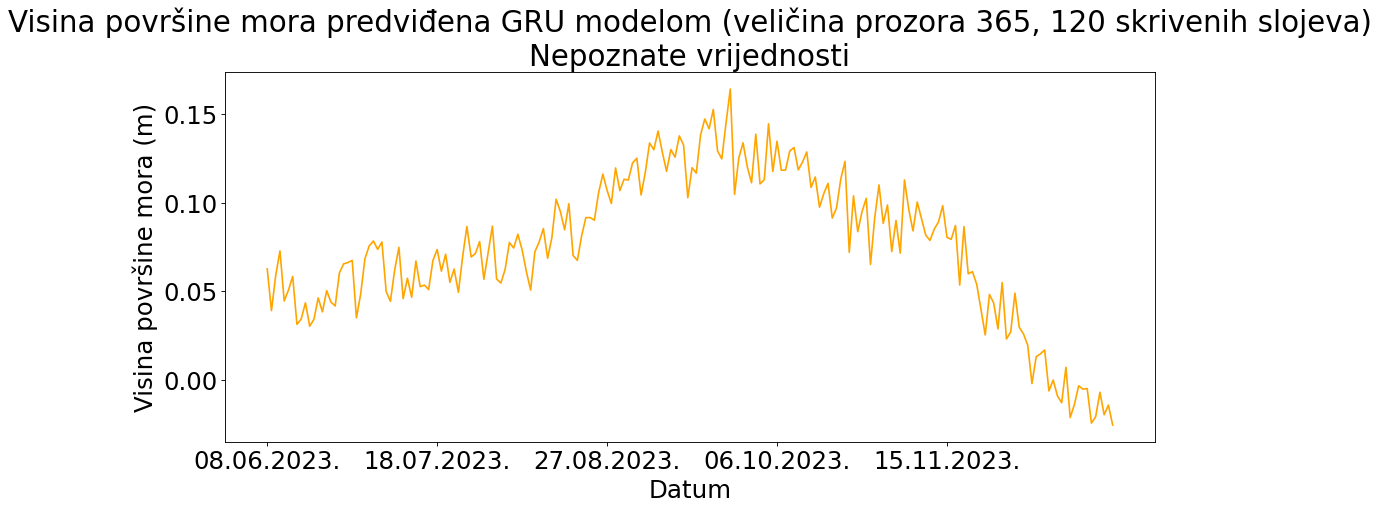 Visina površine mora predviđena GRU modelom (veličina prozora 365, 120 skrivenih slojeva)
Nepoznate vrijednosti
Visina površine mora (m)
0.15
0.10
0.05
0.00
08.06.2023. 18.07.2023. 27.08.2023. 06.10.2023. 15.11.2023.
Datum